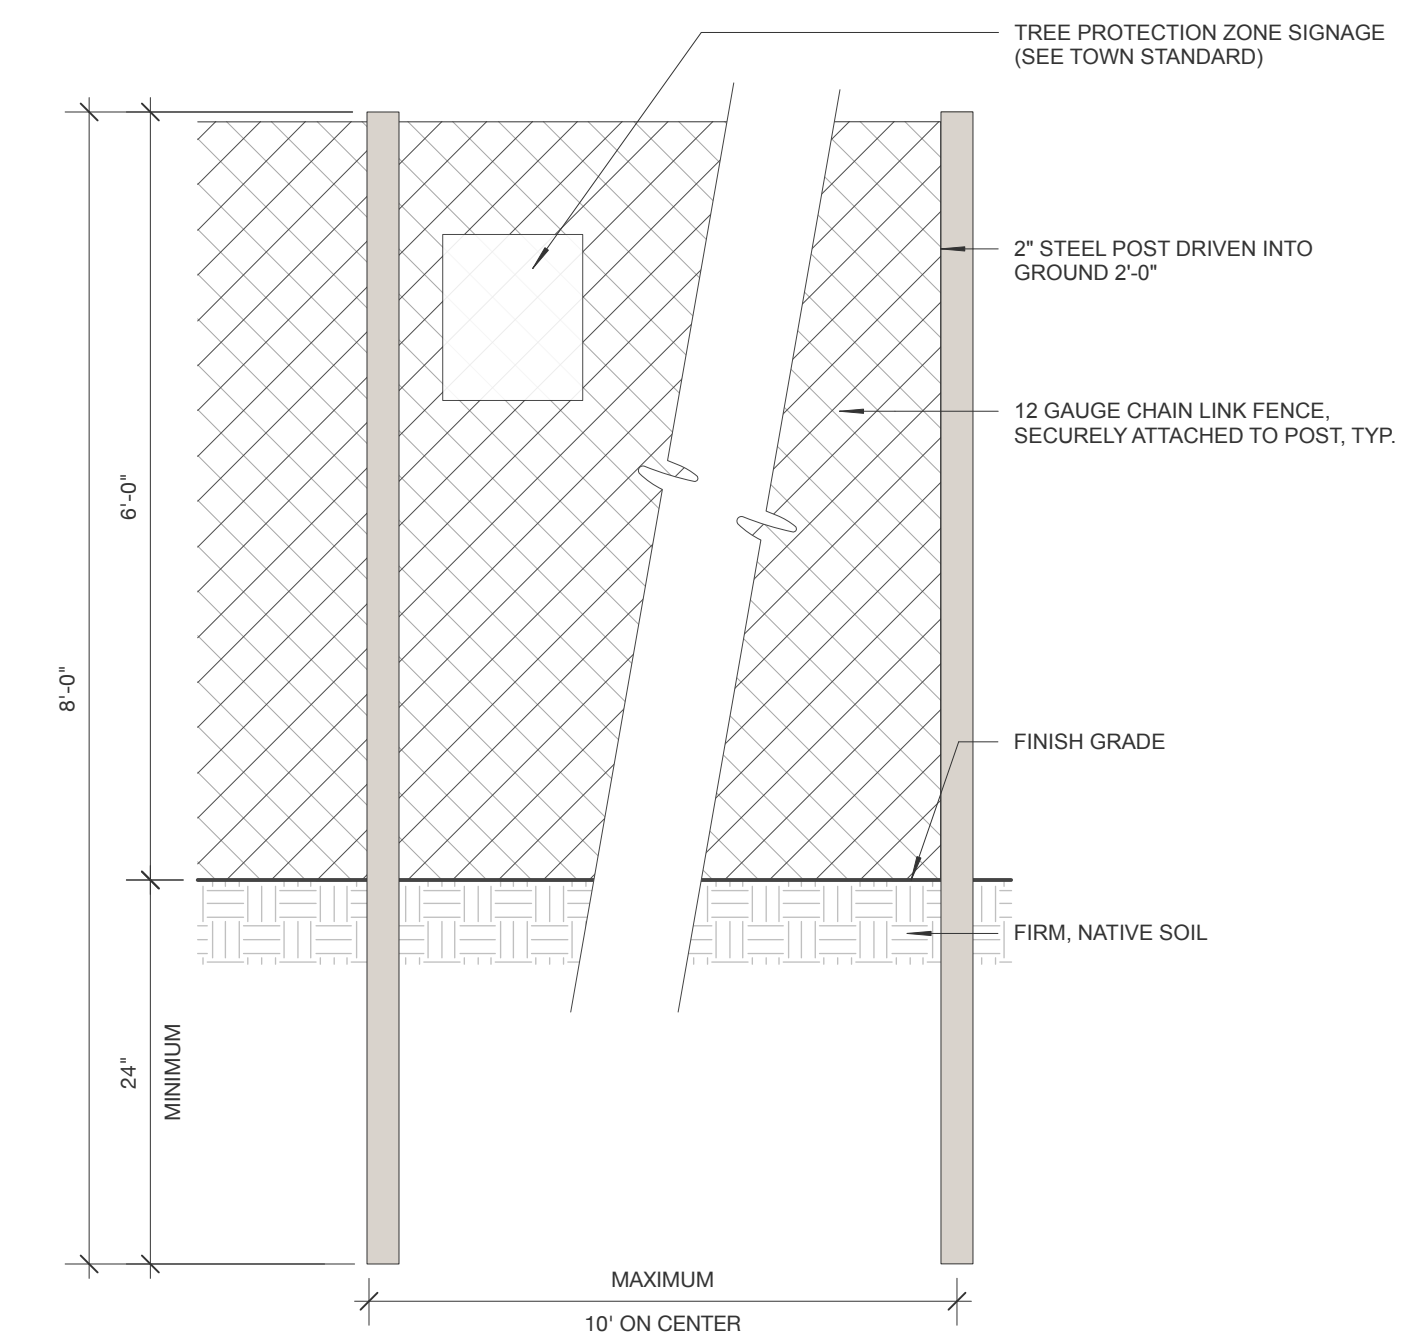 TREE PROTECTION ZONE SIGNAGE
(SEE TOWN STANDARD)
2" STEEL POST DRIVEN INTO
GROUND 2'-0"
12 GAUGE CHAIN LINK FENCE,
SECURELY ATTACHED TO POST, TYP.
6'-0"
8'-0"
FINISH GRADE
FIRM, NATIVE SOIL
24"
MINIMUM
MAXIMUM
10' ON CENTER